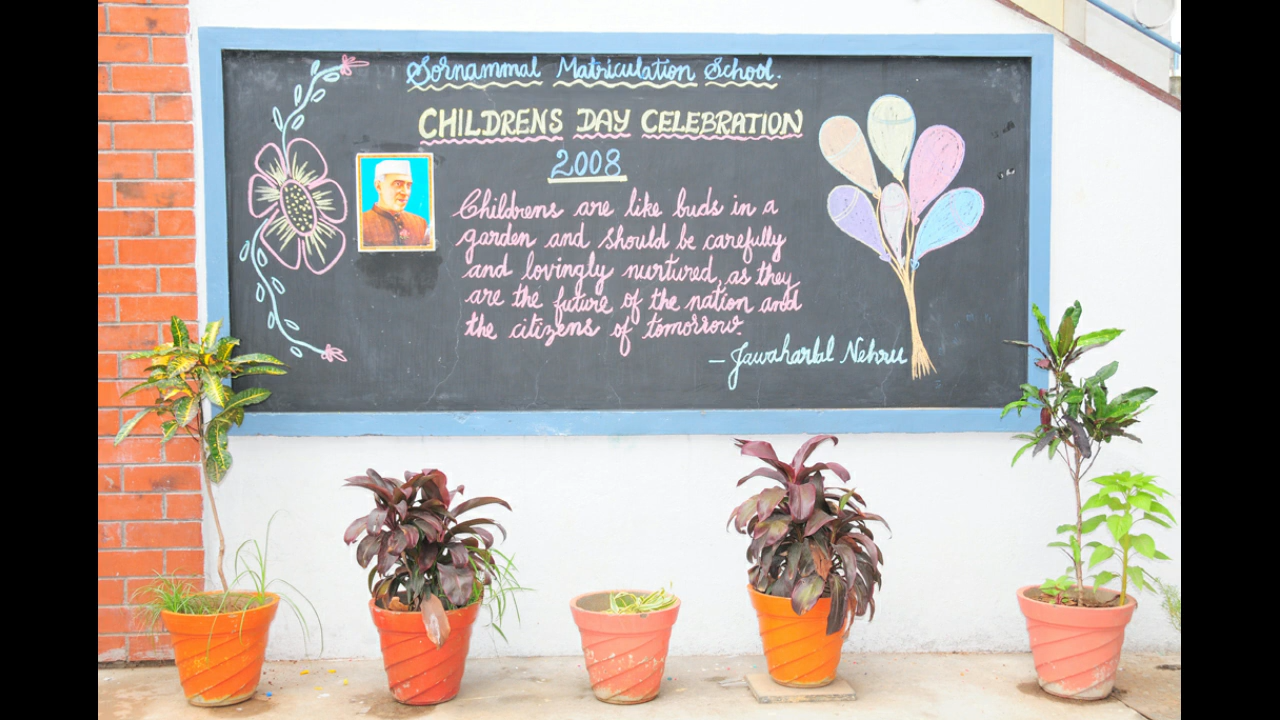 Sornammal Matriculation School.
CHILDRENS DAY CELEBRATION
2008
Childrens are like buds in a
garden and should be carefully
and lovingly nurtured, as they
are the future of the nation and
the citizens of tomorrow.
– Jawaharlal Nehru